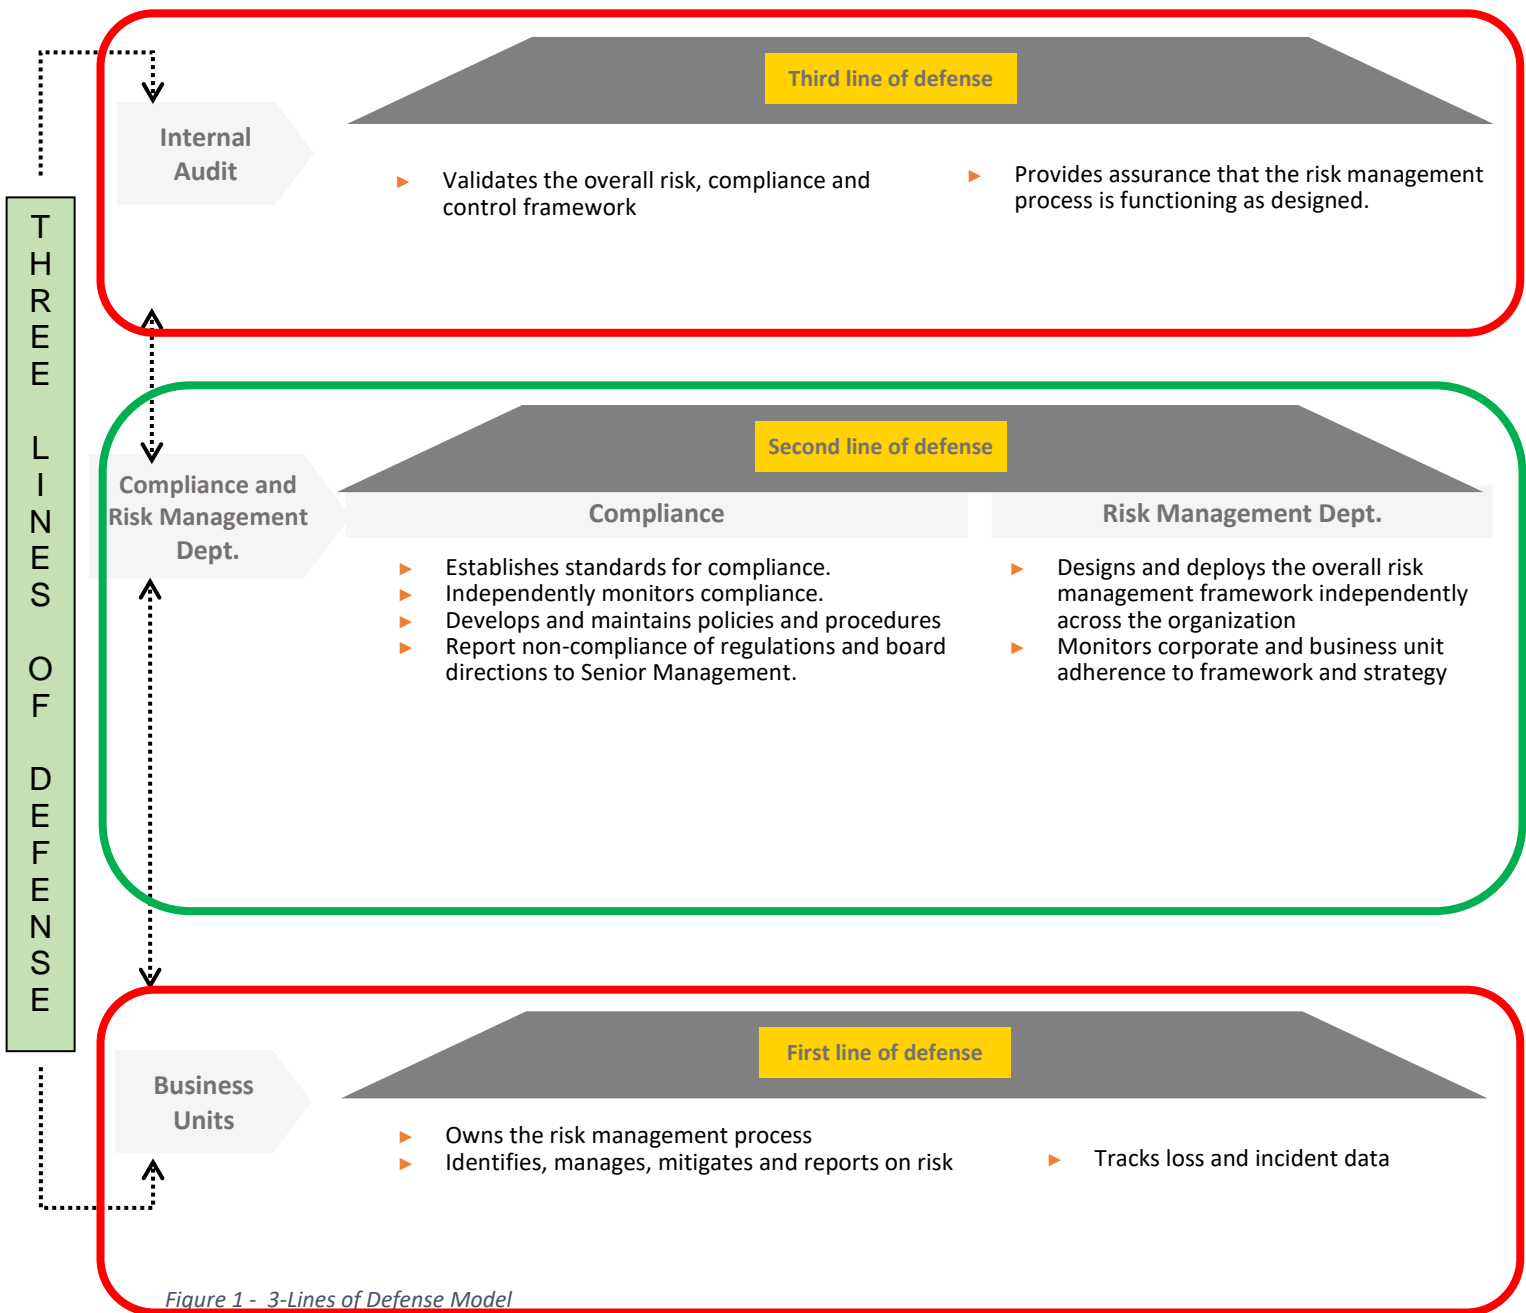 THREE LINES OF DEFENSE
Third line of defense
Internal
Audit
► Validates the overall risk, compliance and
control framework
► Provides assurance that the risk management
process is functioning as designed.
Second line of defense
Compliance and
Risk Management
Dept.
Compliance
► Establishes standards for compliance.
► Independently monitors compliance.
► Develops and maintains policies and procedures
► Report non-compliance of regulations and board
directions to Senior Management.
Risk Management Dept.
► Designs and deploys the overall risk
management framework independently
across the organization
► Monitors corporate and business unit
adherence to framework and strategy
First line of defense
Business
Units
► Owns the risk management process
► Identifies, manages, mitigates and reports on risk
► Tracks loss and incident data
Figure 1 - 3-Lines of Defense Model